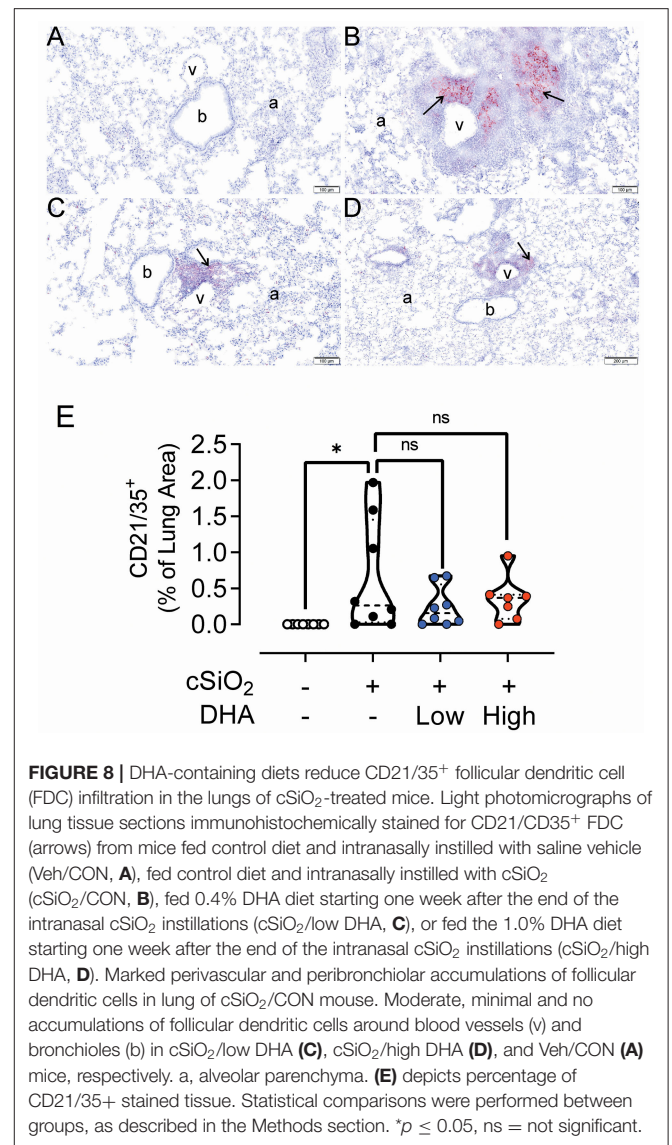 A
v
b
a
100 µm
B
a
v
100 µm
C
b
v
a
100 µm
D
v
a
b
200 µm
E
CD21/35+
(% of Lung Area)
2.5
2.0
1.5
1.0
0.5
0.0
*
ns
ns
cSiO2 - + + +
DHA - - Low High
FIGURE 8 | DHA-containing diets reduce CD21/35+ follicular dendritic cell
(FDC) infiltration in the lungs of cSiO2-treated mice. Light photomicrographs of
lung tissue sections immunohistochemically stained for CD21/CD35+ FDC
(arrows) from mice fed control diet and intranasally instilled with saline vehicle
(Veh/CON, A), fed control diet and intranasally instilled with cSiO2
(cSiO2/CON, B), fed 0.4% DHA diet starting one week after the end of the
intranasal cSiO2 instillations (cSiO2/low DHA, C), or fed the 1.0% DHA diet
starting one week after the end of the intranasal cSiO2 instillations (cSiO2/high
DHA, D). Marked perivascular and peribronchiolar accumulations of follicular
dendritic cells in lung of cSiO2/CON mouse. Moderate, minimal and no
accumulations of follicular dendritic cells around blood vessels (v) and
bronchioles (b) in cSiO2/low DHA (C), cSiO2/high DHA (D), and Veh/CON (A)
mice, respectively. a, alveolar parenchyma. (E) depicts percentage of
CD21/35+ stained tissue. Statistical comparisons were performed between
groups, as described in the Methods section. *p ≤ 0.05, ns = not significant.